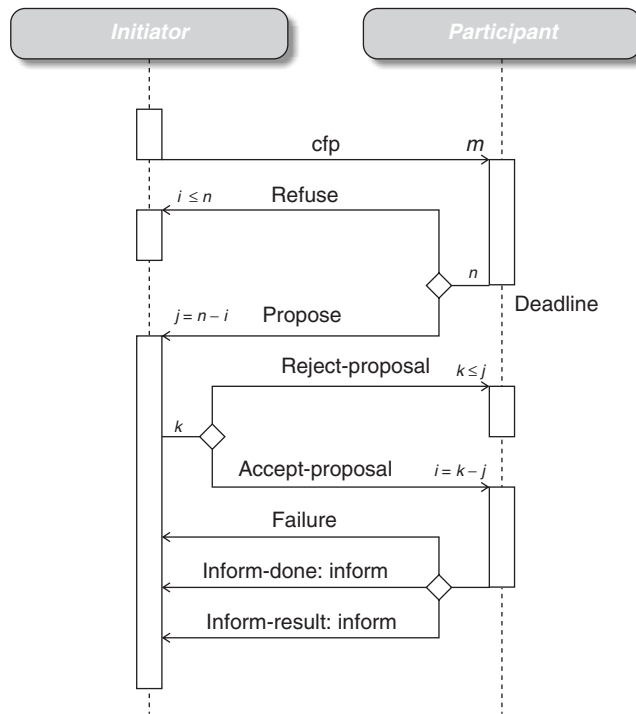 Initiator
Participant
cfp
m
i ≤ n
Refuse
n
Deadline
j = n – i
Propose
Reject-proposal
k ≤ j
k
Accept-proposal
i = k – j
Failure
Inform-done: inform
Inform-result: inform